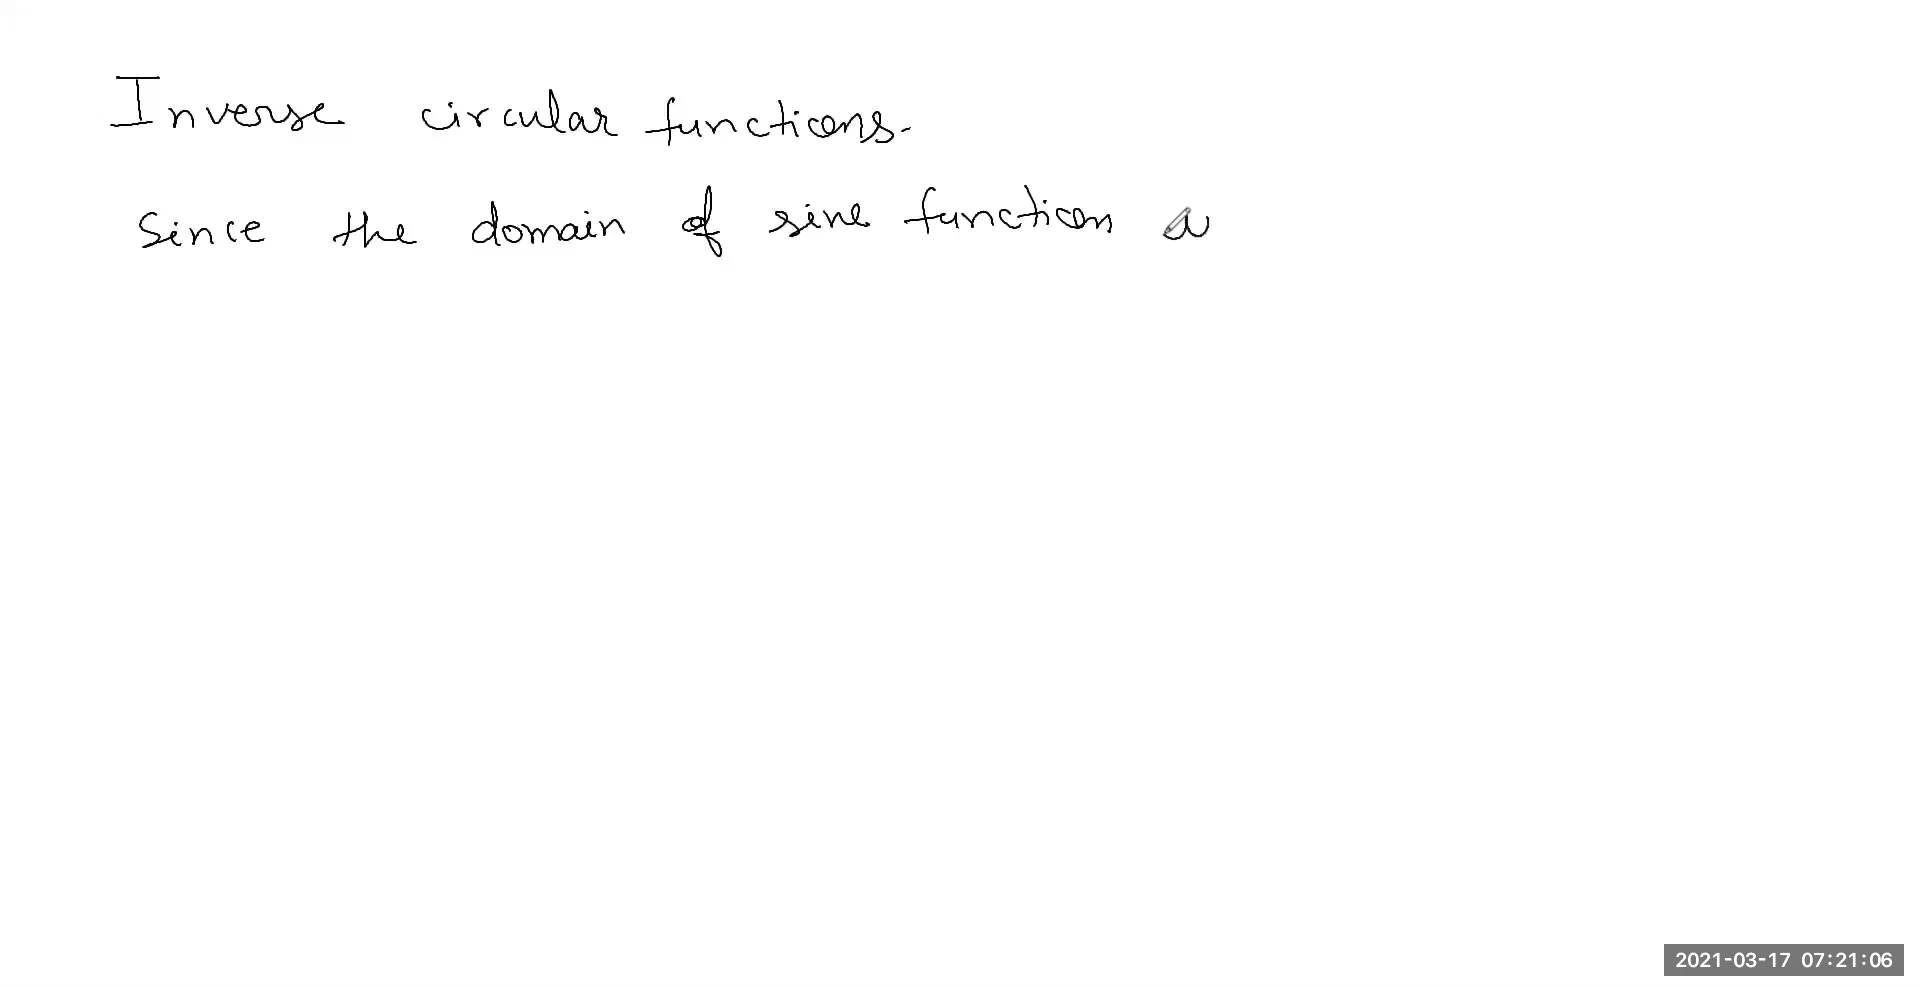 Inverse circular functions.
Since the domain of sine function a
2021-03-17 07:21:06